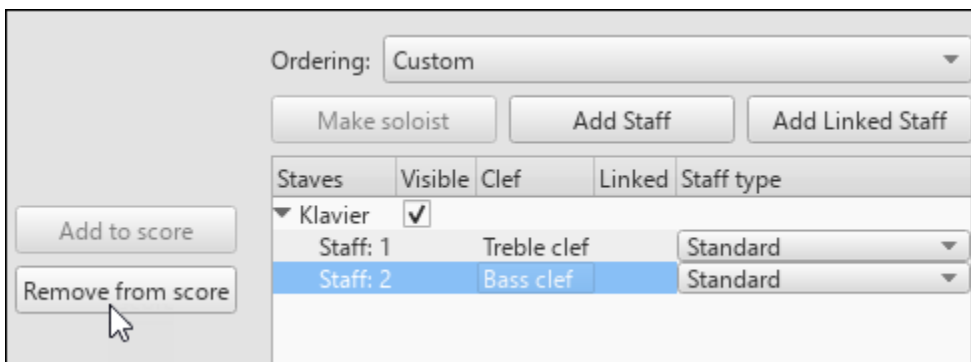 Ordering: Custom
Make soloist Add Staff Add Linked Staff
Staves Visible Clef Linked Staff type
Klavier
Add to score
Staff: 1 Treble clef Standard
Staff: 2 Bass clef Standard
Remove from score